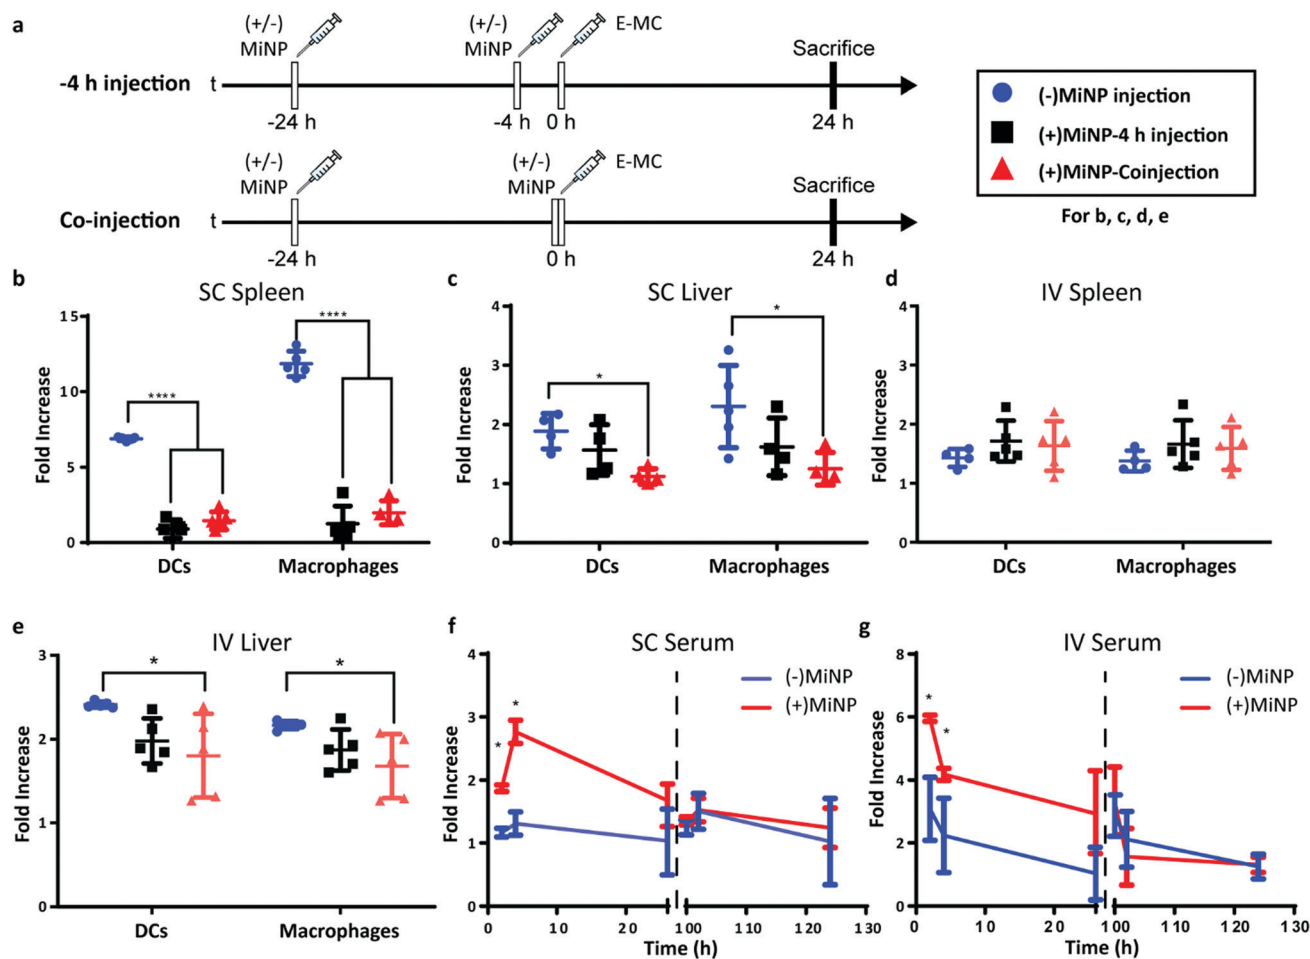 a
(+/-)
MiNP
(+/-)
MiNP
E-MC
Sacrifice
-4 h injection
t
-24 h
-4 h
0 h
24 h
(+/-)
MiNP
(+/-)
MiNP
E-MC
Sacrifice
Co-injection
t
-24 h
0 h
24 h
(-)MiNP injection
(+)MiNP-4 h injection
(+)MiNP-Coinjection
For b, c, d, e
b
SC Spleen
Fold Increase
15
10
5
0
****
****
DCs
Macrophages
c
SC Liver
Fold Increase
4
3
2
1
0
*
*
DCs
Macrophages
d
IV Spleen
Fold Increase
4
3
2
1
0
DCs
Macrophages
e
IV Liver
Fold Increase
3
2
1
0
*
*
DCs
Macrophages
f
SC Serum
(-)MiNP
(+)MiNP
Fold Increase
4
3
2
1
0
*
*
0 10 20 100 110 120 130
Time (h)
g
IV Serum
(-)MiNP
(+)MiNP
Fold Increase
8
6
4
2
0
*
*
0 10 20 100 110 120 130
Time (h)